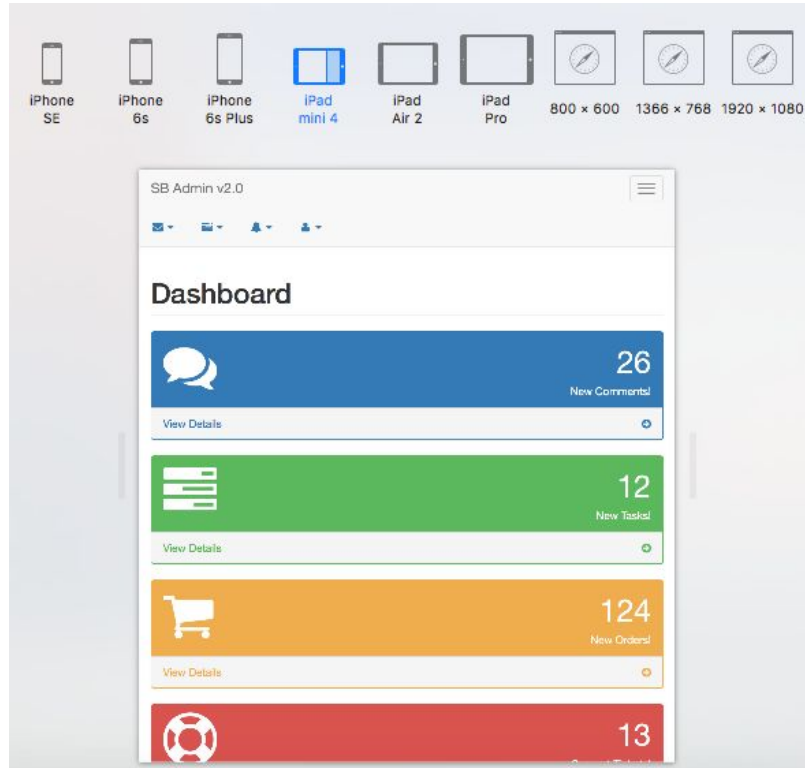 iPhone SE
iPhone 6s
iPhone 6s Plus
iPad mini 4
iPad Air 2
iPad Pro
800 × 600
1366 × 768
1920 × 1080
SB Admin v2.0
Dashboard
26
New Comments!
View Details
12
New Tasks!
View Details
124
New Orders!
View Details
13